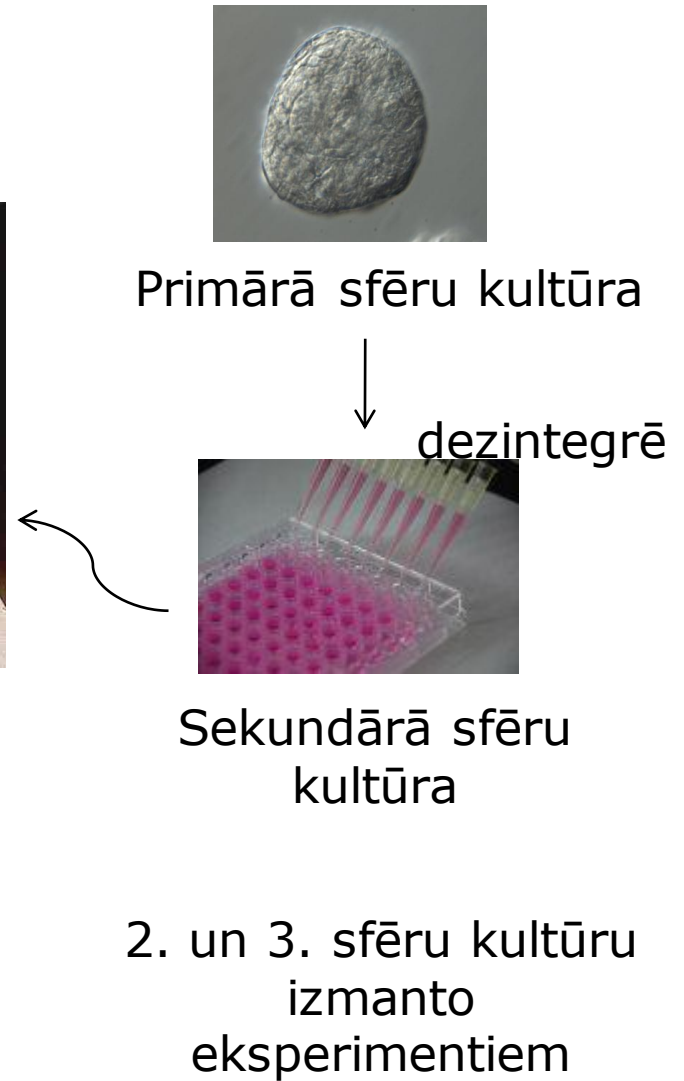 Primārā sfēru kultūra
dezintegrē
Sekundārā sfēru
kultūra
2. un 3. sfēru kultūru
izmanto
eksperimentiem